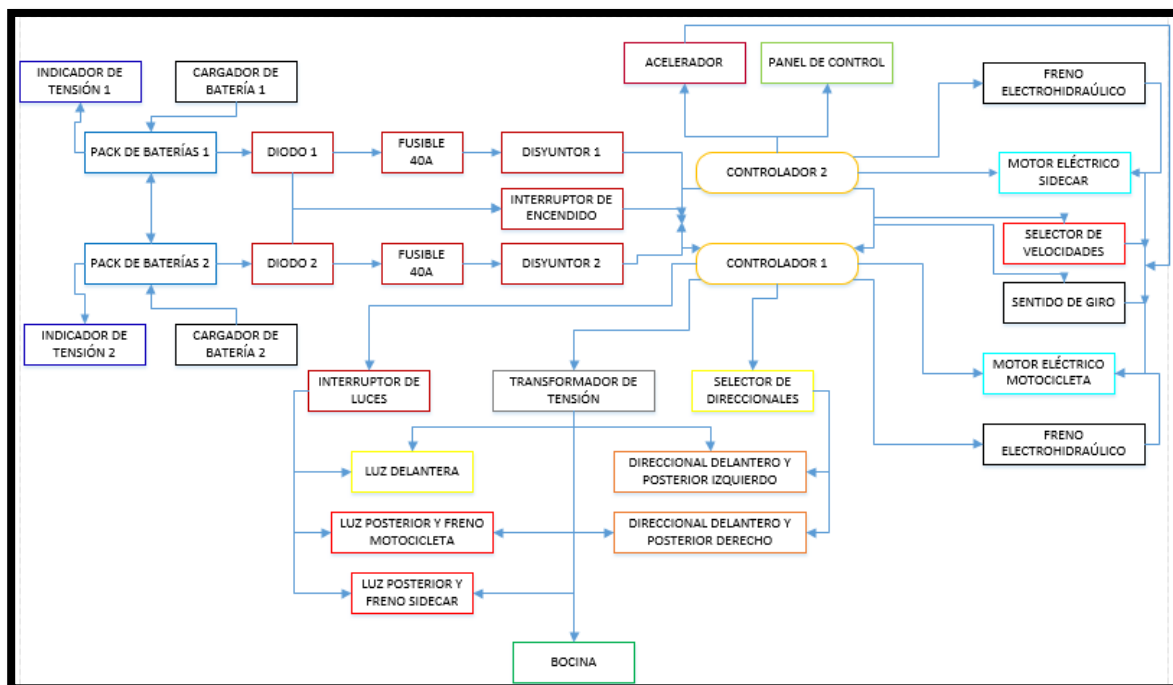 ACELERADOR
PANEL DE CONTROL
INDICADOR DE
TENSIÓN 1
CARGADOR DE
BATERÍA 1
FRENO
ELECTROHIDRAÚLICO
PACK DE BATERÍAS 1
DIODO 1
FUSIBLE
40A
DISYUNTOR 1
CONTROLADOR 2
MOTOR ELÉCTRICO
SIDECAR
INTERRUPTOR DE
ENCENDIDO
SELECTOR DE
VELOCIDADES
PACK DE BATERÍAS 2
DIODO 2
FUSIBLE
40A
DISYUNTOR 2
CONTROLADOR 1
SENTIDO DE GIRO
INDICADOR DE
TENSIÓN 2
CARGADOR DE
BATERÍA 2
INTERRUPTOR DE
LUCES
TRANSFORMADOR DE
TENSIÓN
SELECTOR DE
DIRECCIONALES
MOTOR ELÉCTRICO
MOTOCICLETA
FRENO
ELECTROHIDRAÚLICO
LUZ DELANTERA
DIRECCIONAL DELANTERO Y
POSTERIOR IZQUIERDO
LUZ POSTERIOR Y FRENO
MOTOCICLETA
DIRECCIONAL DELANTERO Y
POSTERIOR DERECHO
LUZ POSTERIOR Y
FRENO SIDECAR
BOCINA